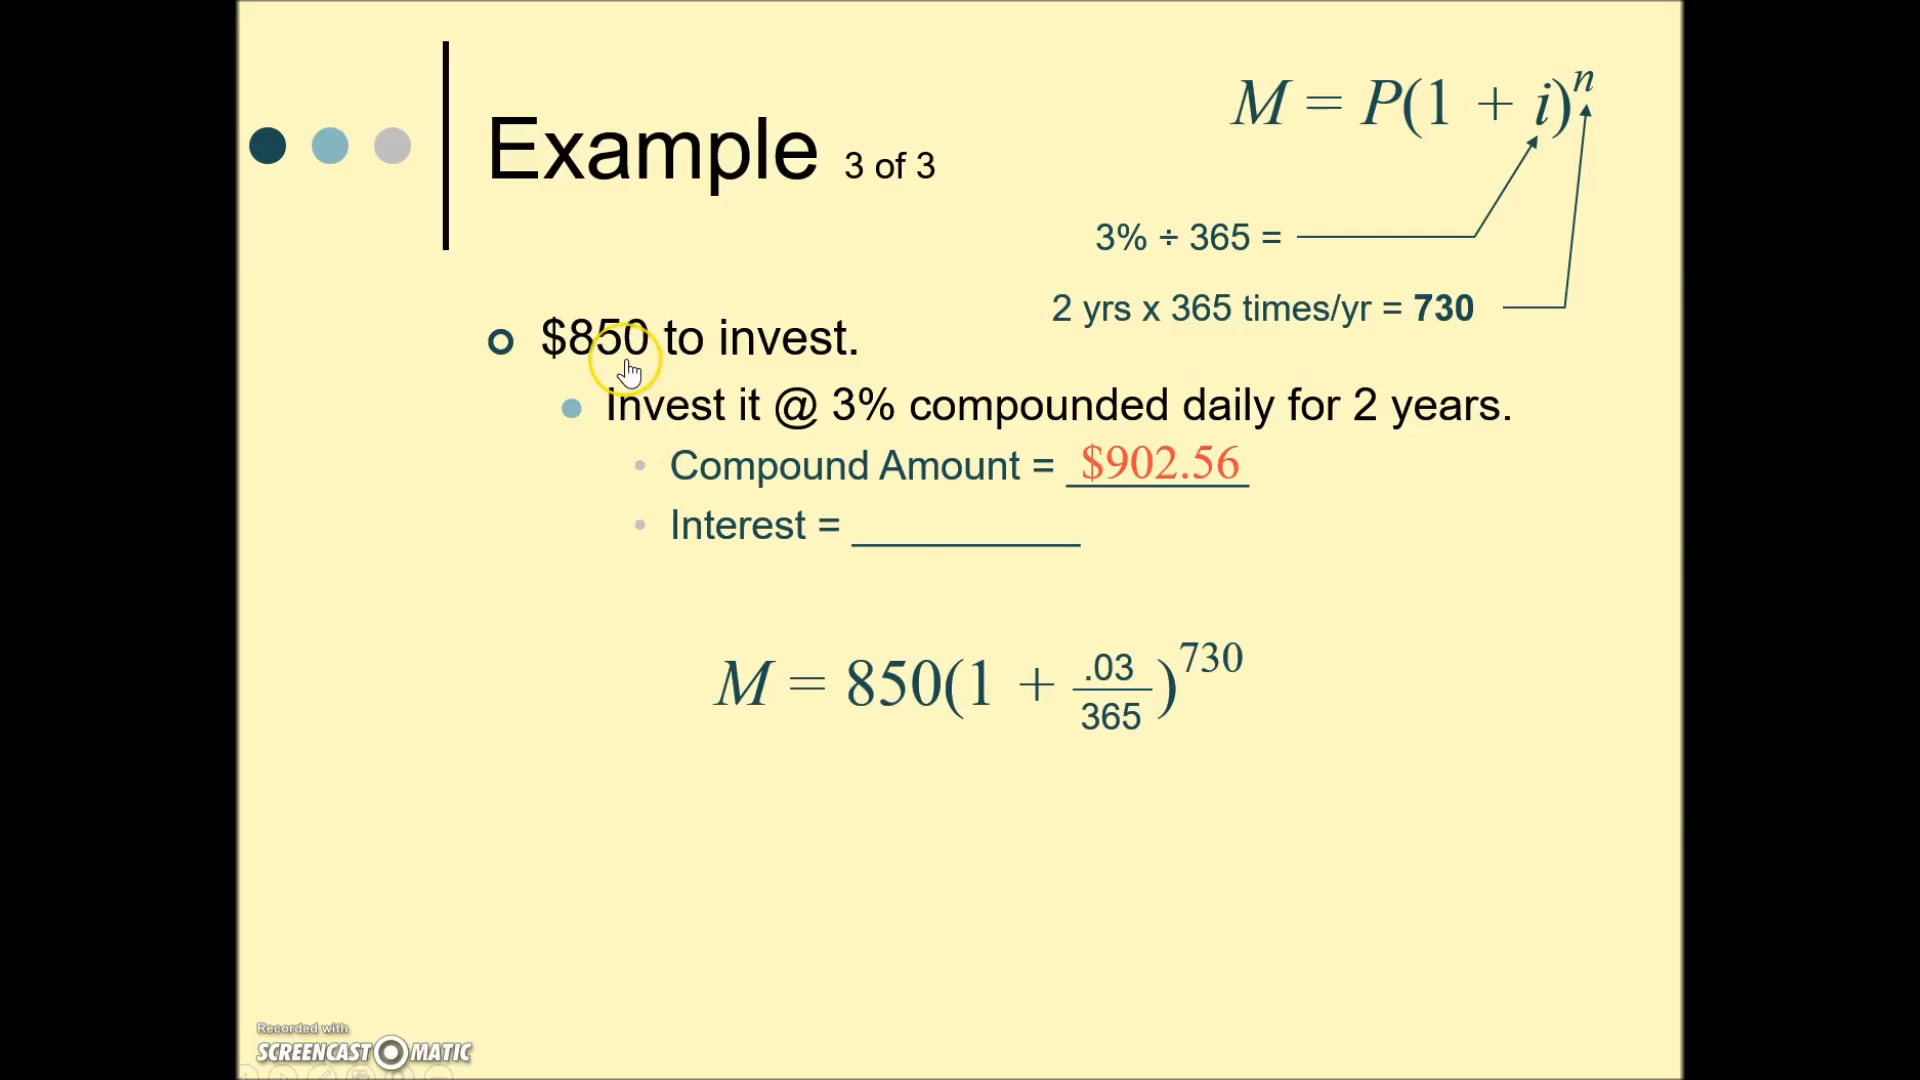 Example 3 of 3
M = P(1 + i)ⁿ
3% ÷ 365 =
2 yrs x 365 times/yr = 730
$850 to invest.
Invest it @ 3% compounded daily for 2 years.
Compound Amount = $902.56
Interest = __________
M = 850(1 + .03/365)⁷³⁰
Recorded with
SCREENCAST O MATIC